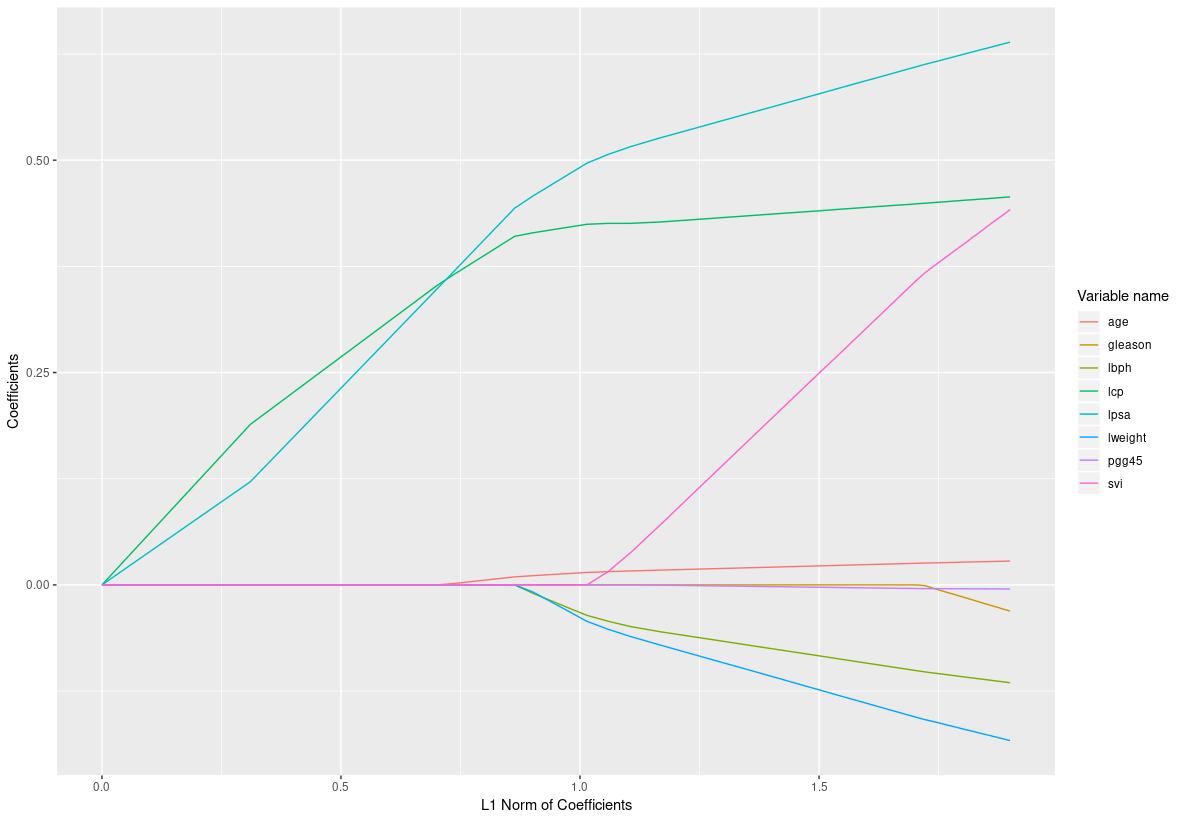 Coefficients
0.50
0.25
0.00
0.0
0.5
1.0
1.5
L1 Norm of Coefficients
Variable name
age
gleason
lbph
lcp
lpsa
lweight
pgg45
svi